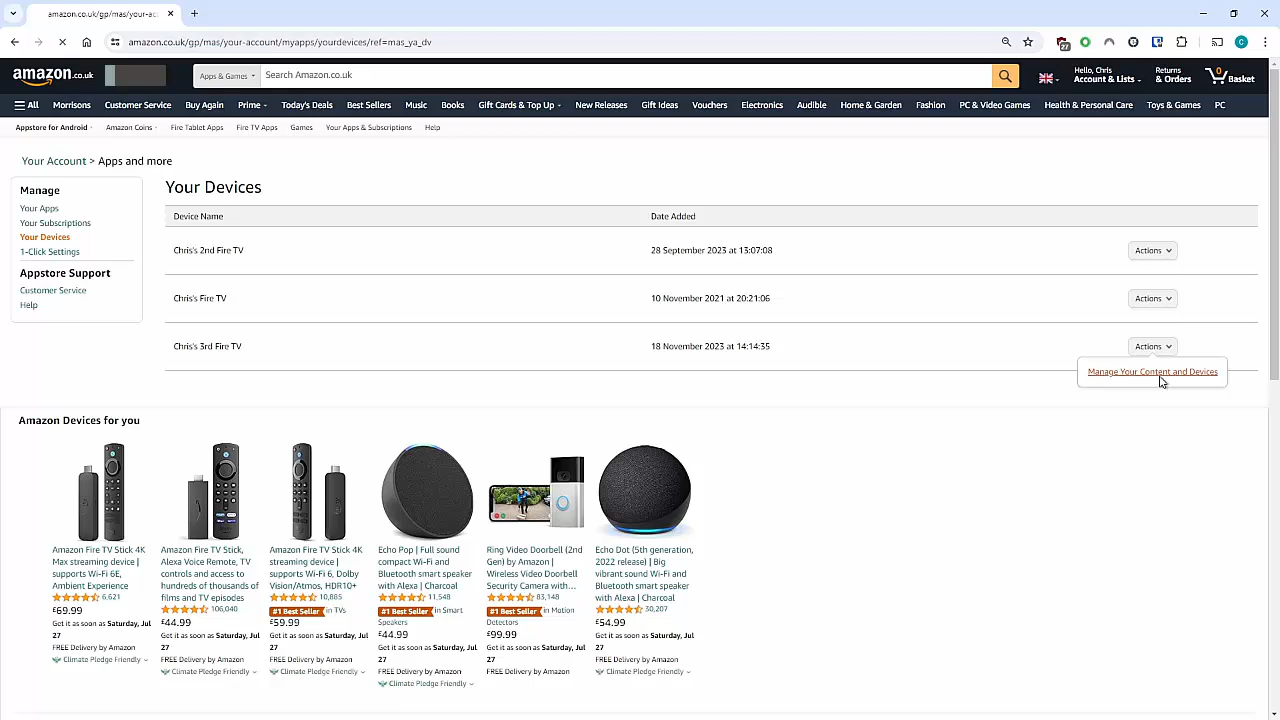 amazon.co.uk/gp/mas/your-acc
amazon.co.uk/gp/mas/your-account/myapps/yourdevices/ref=mas_ya_dv
27
C
amazon.co.uk
Apps & Games
Search Amazon.co.uk
Hello, Chris
Account & Lists
Returns
& Orders
0
Basket
All Morrisons Customer Service Buy Again Prime Today's Deals Best Sellers Music Books Gift Cards & Top Up New Releases Gift Ideas Vouchers Electronics Audible Home & Garden Fashion PC & Video Games Health & Personal Care Toys & Games PC
Appstore for Android Amazon Coins Fire Tablet Apps Fire TV Apps Games Your Apps & Subscriptions Help
Your Account > Apps and more
Manage
Your Apps
Your Subscriptions
Your Devices
1-Click Settings
Appstore Support
Customer Service
Help
Your Devices
Device Name Date Added
Chris's 2nd Fire TV 28 September 2023 at 13:07:08 Actions
Chris's Fire TV 10 November 2021 at 20:21:06 Actions
Chris's 3rd Fire TV 18 November 2023 at 14:14:35 Actions
Manage Your Content and Devices
Amazon Devices for you
Amazon Fire TV Stick 4K
Max streaming device |
supports Wi-Fi 6E,
Ambient Experience
6,621
£69.99
Get it as soon as Saturday, Jul
27
FREE Delivery by Amazon
Climate Pledge Friendly
Amazon Fire TV Stick,
Alexa Voice Remote, TV
controls and access to
hundreds of thousands of
films and TV episodes
106,040
£44.99
Get it as soon as Saturday, Jul
27
FREE Delivery by Amazon
Climate Pledge Friendly
Amazon Fire TV Stick 4K
streaming device |
supports Wi-Fi 6, Dolby
Vision/Atmos, HDR10+
10,885
#1 Best Seller in TVs
£59.99
Get it as soon as Saturday, Jul
27
FREE Delivery by Amazon
Climate Pledge Friendly
Echo Pop | Full sound
compact Wi-Fi and
Bluetooth smart speaker
with Alexa | Charcoal
11,548
#1 Best Seller in Smart
Speakers
£44.99
Get it as soon as Saturday, Jul
27
FREE Delivery by Amazon
Climate Pledge Friendly
Ring Video Doorbell (2nd
Gen) by Amazon |
Wireless Video Doorbell
Security Camera with…
83,148
#1 Best Seller in Motion
Detectors
£99.99
Get it as soon as Saturday, Jul
27
FREE Delivery by Amazon
Echo Dot (5th generation,
2022 release) | Big
vibrant sound Wi-Fi and
Bluetooth smart speaker
with Alexa | Charcoal
30,207
£54.99
Get it as soon as Saturday, Jul
27
FREE Delivery by Amazon
Climate Pledge Friendly